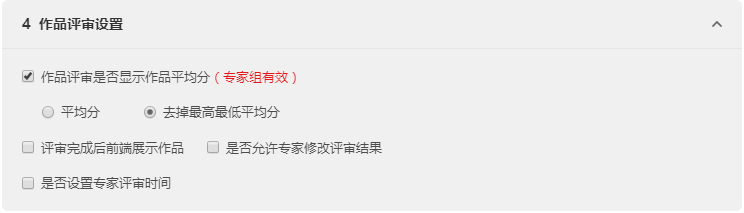 4 作品评审设置
作品评审是否显示作品平均分（专家组有效）
平均分 去掉最高最低平均分
评审完成后前端展示作品 是否允许专家修改评审结果
是否设置专家评审时间